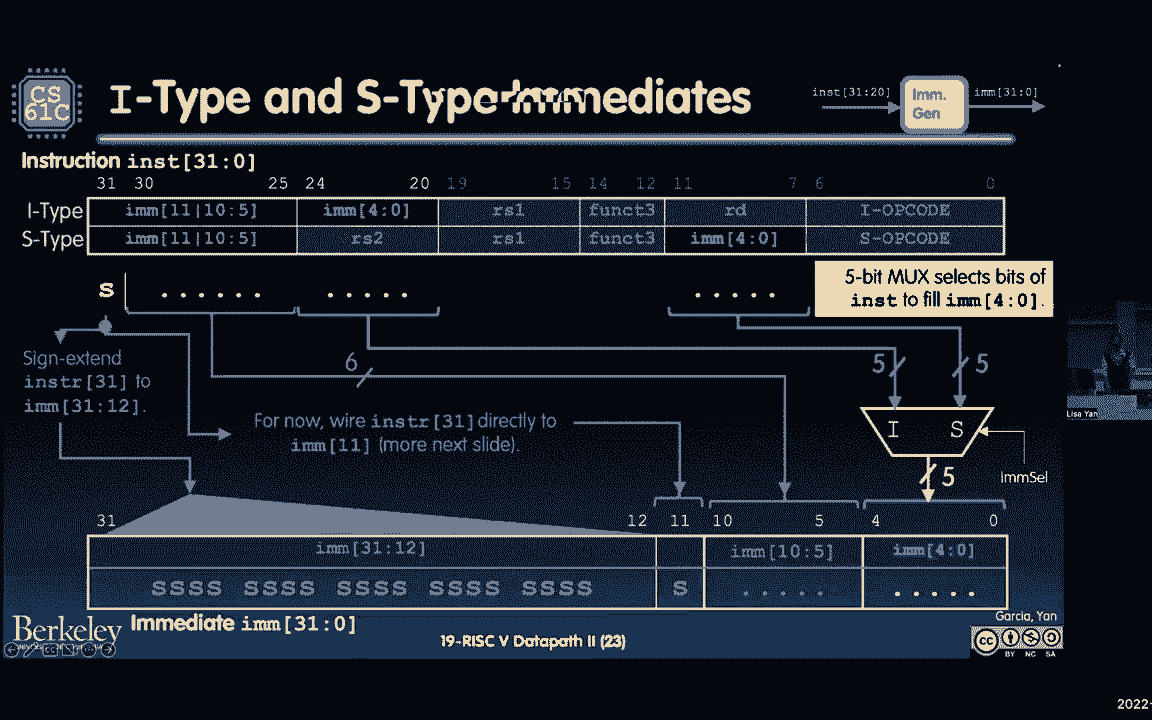 CS
61C
I-Type and S-Type Immediates
inst[31:20]
Imm.
Gen
imm[31:0]
Instruction inst[31:0]
31 30 25 24 20 19 15 14 12 11 7 6 0
I-Type imm[11|10:5] imm[4:0] rs1 funct3 rd I-OPCODE
S-Type imm[11|10:5] rs2 rs1 funct3 imm[4:0] S-OPCODE
s ...... ..... .....
5-bit MUX selects bits of
inst to fill imm[4:0].
Sign-extend
instr[31] to
imm[31:12].
6
5 5
For now, wire instr[31] directly to
imm[11] (more next slide).
I S
ImmSel
5
31 12 11 10 5 4 0
imm[31:12] imm[10:5] imm[4:0]
SSSS SSSS SSSS SSSS SSSS S ..... .....
Immediate imm[31:0]
Berkeley
19-RISC V Datapath II (23)
Garcia, Yan
cc
BY NC SA
Lisa Yan
2022-